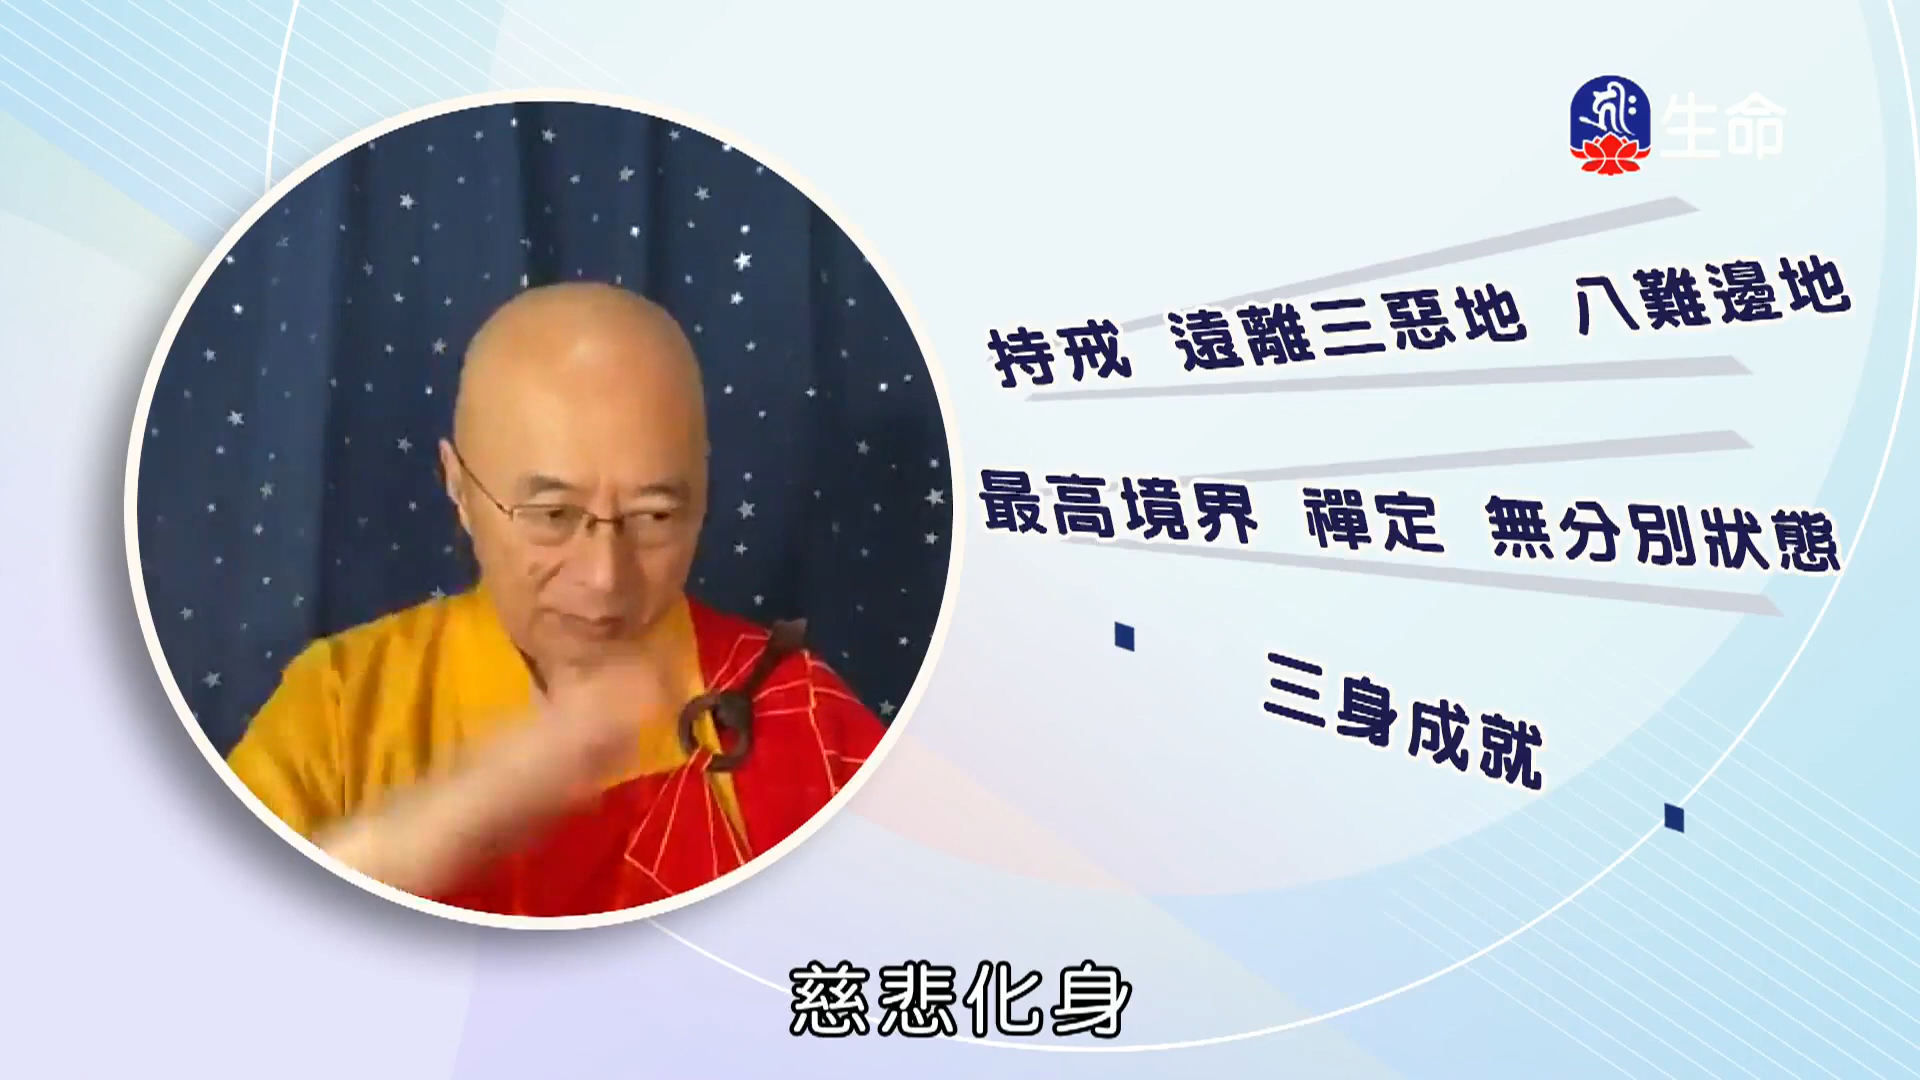 生命
持戒 遠離三惡地 八難邊地
最高境界 禪定 無分別狀態
三身成就
慈悲化身